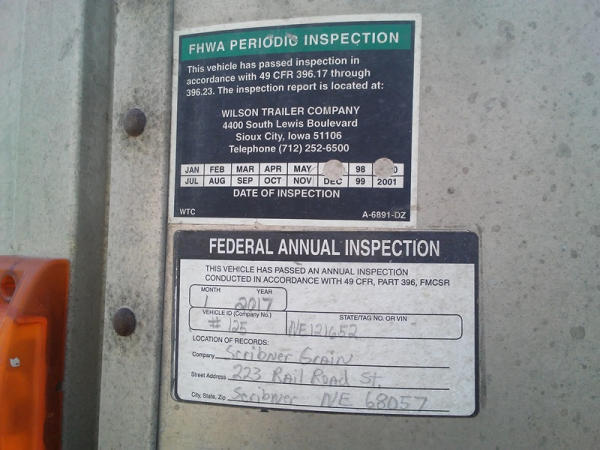 FHWA PERIODIC INSPECTION
This vehicle has passed inspection in
accordance with 49 CFR 396.17 through
396.23. The inspection report is located at:
WILSON TRAILER COMPANY
4400 South Lewis Boulevard
Sioux City, Iowa 51106
Telephone (712) 252-6500
JAN FEB MAR APR MAY 98
JUL AUG SEP OCT NOV DEC 99 2001
DATE OF INSPECTION
WTC A-6891-DZ
FEDERAL ANNUAL INSPECTION
THIS VEHICLE HAS PASSED AN ANNUAL INSPECTION
CONDUCTED IN ACCORDANCE WITH 49 CFR, PART 396, FMCSR
MONTH YEAR
1 2017
VEHICLE ID (Company No.) STATE/TAG NO. OR VIN
# 125 NE121652
LOCATION OF RECORDS:
Company Scribner Grain
Street Address 223 Rail Road St.
City, State, Zip Scribner NE 68057